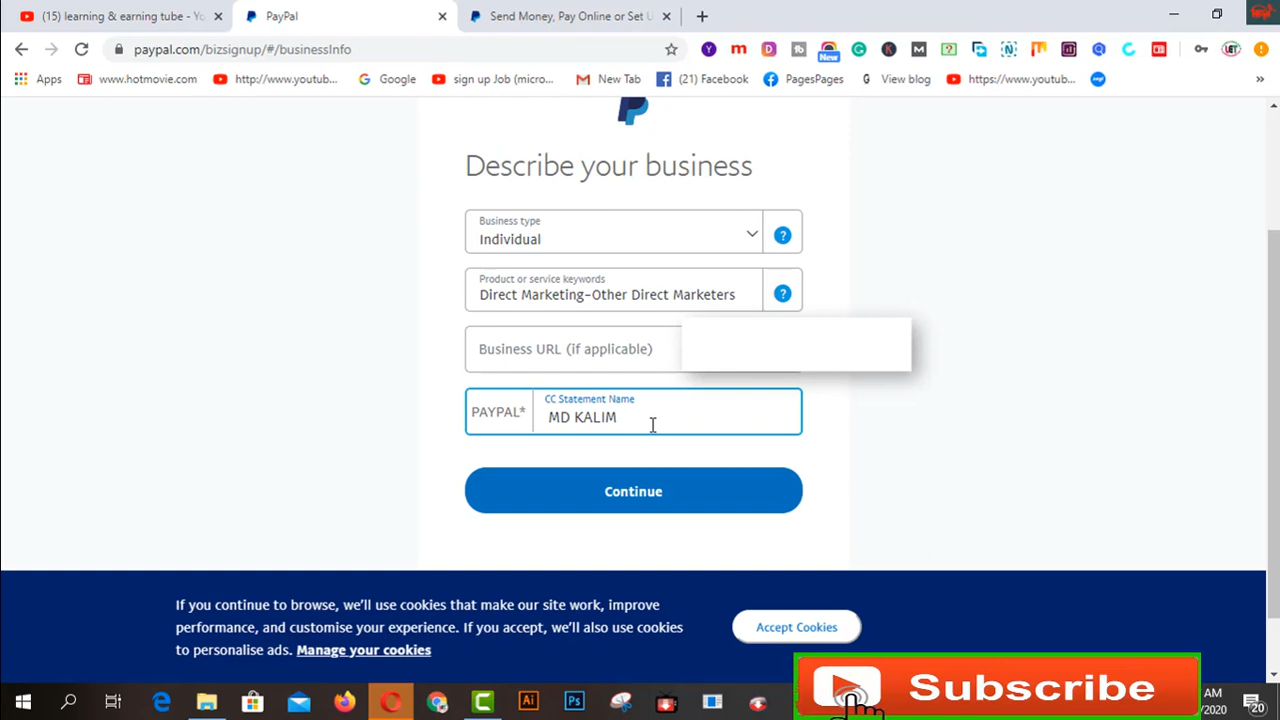 (15) learning & earning tube - Yo
PayPal
Send Money, Pay Online or Set U
paypal.com/bizsignup/#/businessInfo
New
Apps
www.hotmovie.com
http://www.youtub...
Google
sign up Job (micro...
New Tab
(21) Facebook
PagesPages
View blog
https://www.youtub...
»
Describe your business
Business type
Individual
Product or service keywords
Direct Marketing-Other Direct Marketers
Business URL (if applicable)
PAYPAL*
CC Statement Name
MD KALIM
Continue
If you continue to browse, we'll use cookies that make our site work, improve
performance, and customise your experience. If you accept, we'll also use cookies
to personalise ads. Manage your cookies
Accept Cookies
Subscribe
AM
/2020
20